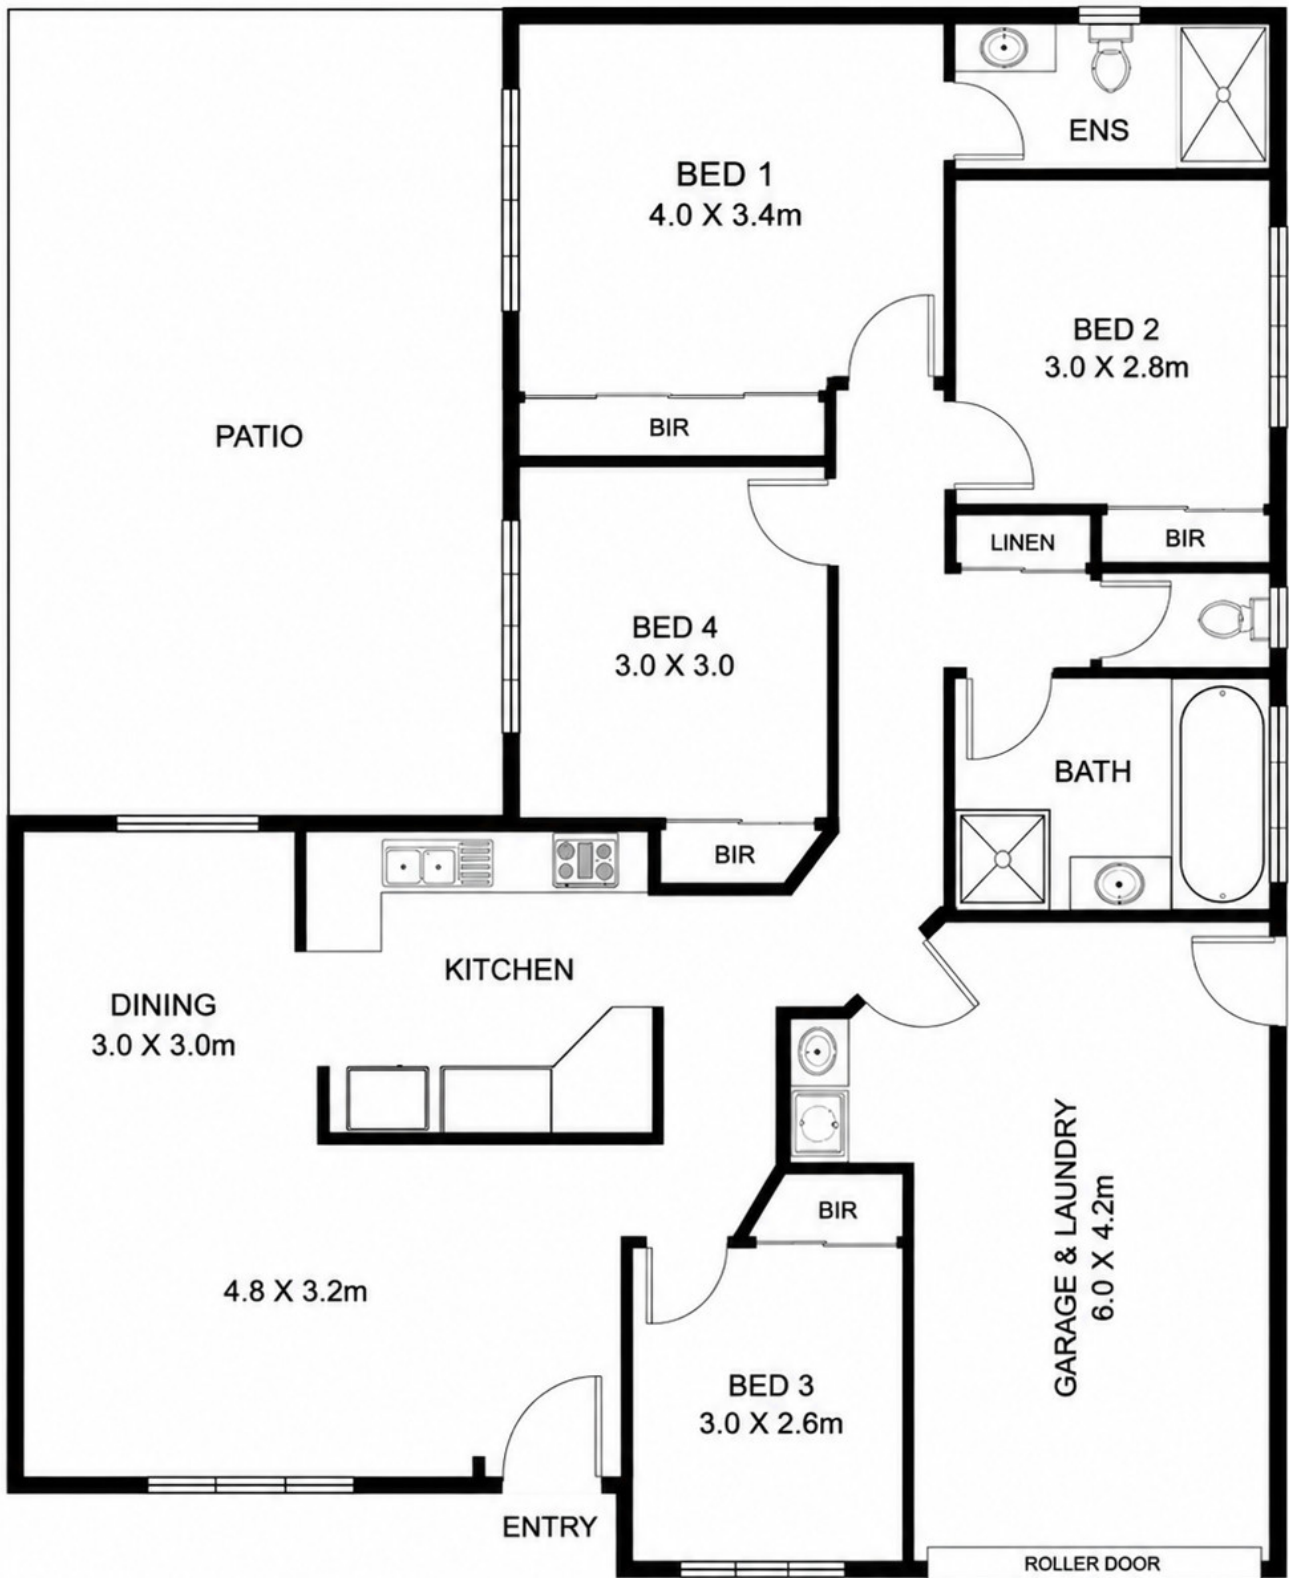 ENS
BED 1
4.0 X 3.4m
BED 2
3.0 X 2.8m
PATIO
BIR
LINEN
BIR
BED 4
3.0 X 3.0
BATH
BIR
KITCHEN
DINING
3.0 X 3.0m
GARAGE & LAUNDRY
6.0 X 4.2m
BIR
4.8 X 3.2m
BED 3
3.0 X 2.6m
ENTRY
ROLLER DOOR